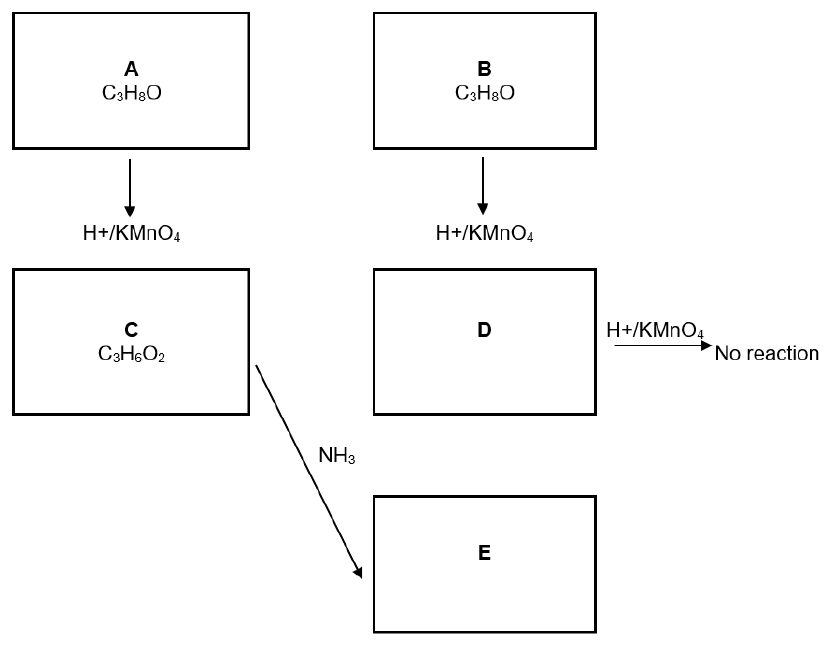 A
C₃H₈O
B
C₃H₈O
H+/KMnO₄
H+/KMnO₄
C
C₃H₆O₂
D
H+/KMnO₄
No reaction
NH₃
E